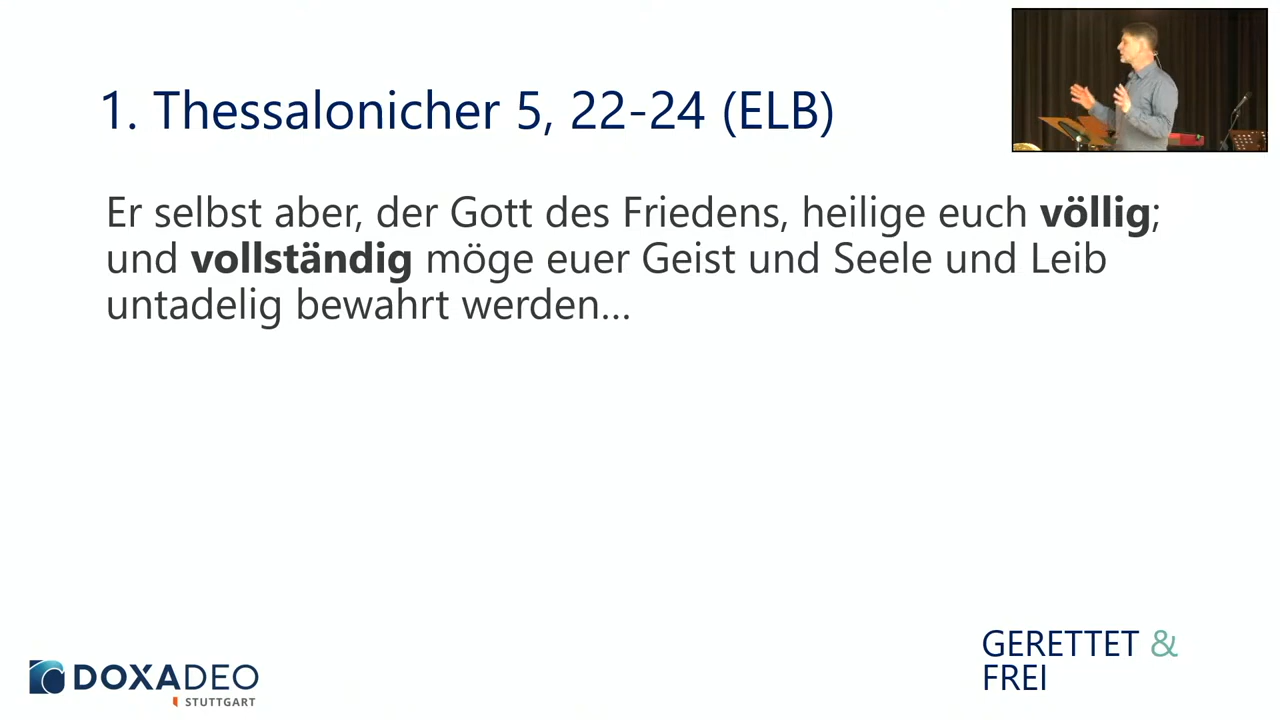 1. Thessalonicher 5, 22-24 (ELB)
Er selbst aber, der Gott des Friedens, heilige euch völlig;
und vollständig möge euer Geist und Seele und Leib
untadelig bewahrt werden...
GERETTET &
FREI
DOXADEO
STUTTGART